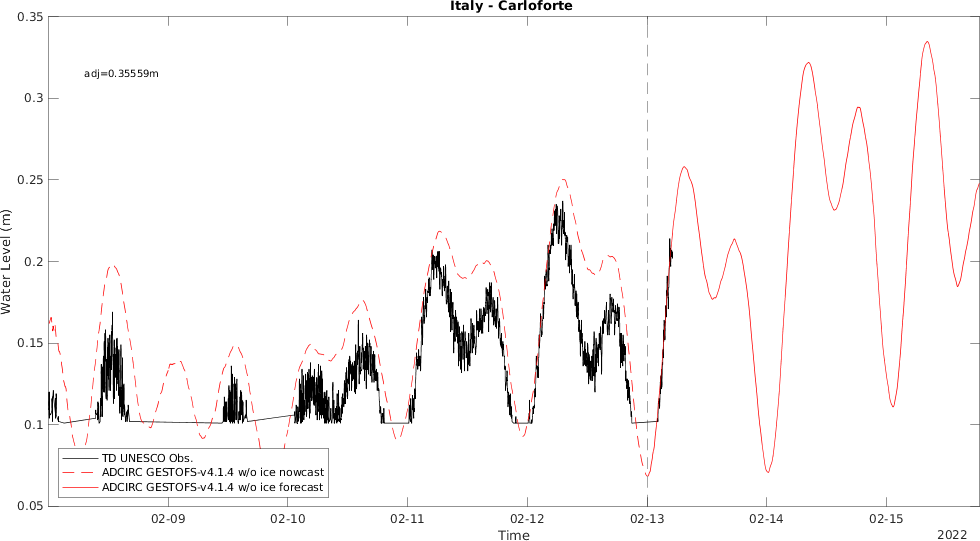 Italy - Carloforte
0.35
adj=0.35559m
0.3
0.25
0.2
0.15
0.1
0.05
Water Level (m)
TD UNESCO Obs.
ADCIRC GESTOFS-v4.1.4 w/o ice nowcast
ADCIRC GESTOFS-v4.1.4 w/o ice forecast
02-09 02-10 02-11 02-12 02-13 02-14 02-15
Time
2022